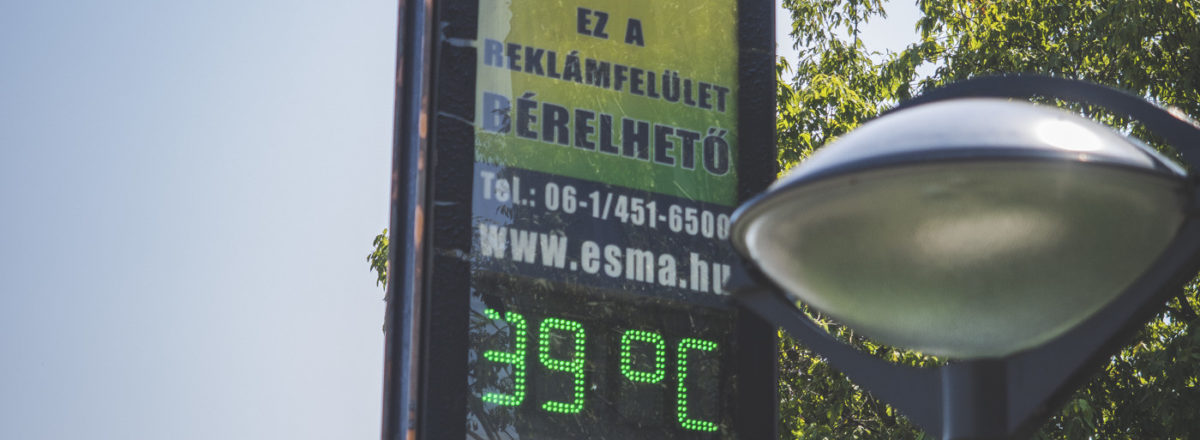 EZ A
REKLÁMFELÜLET
BÉRELHETŐ
Tel.: 06-1/451-6500
www.esma.hu
39 °C